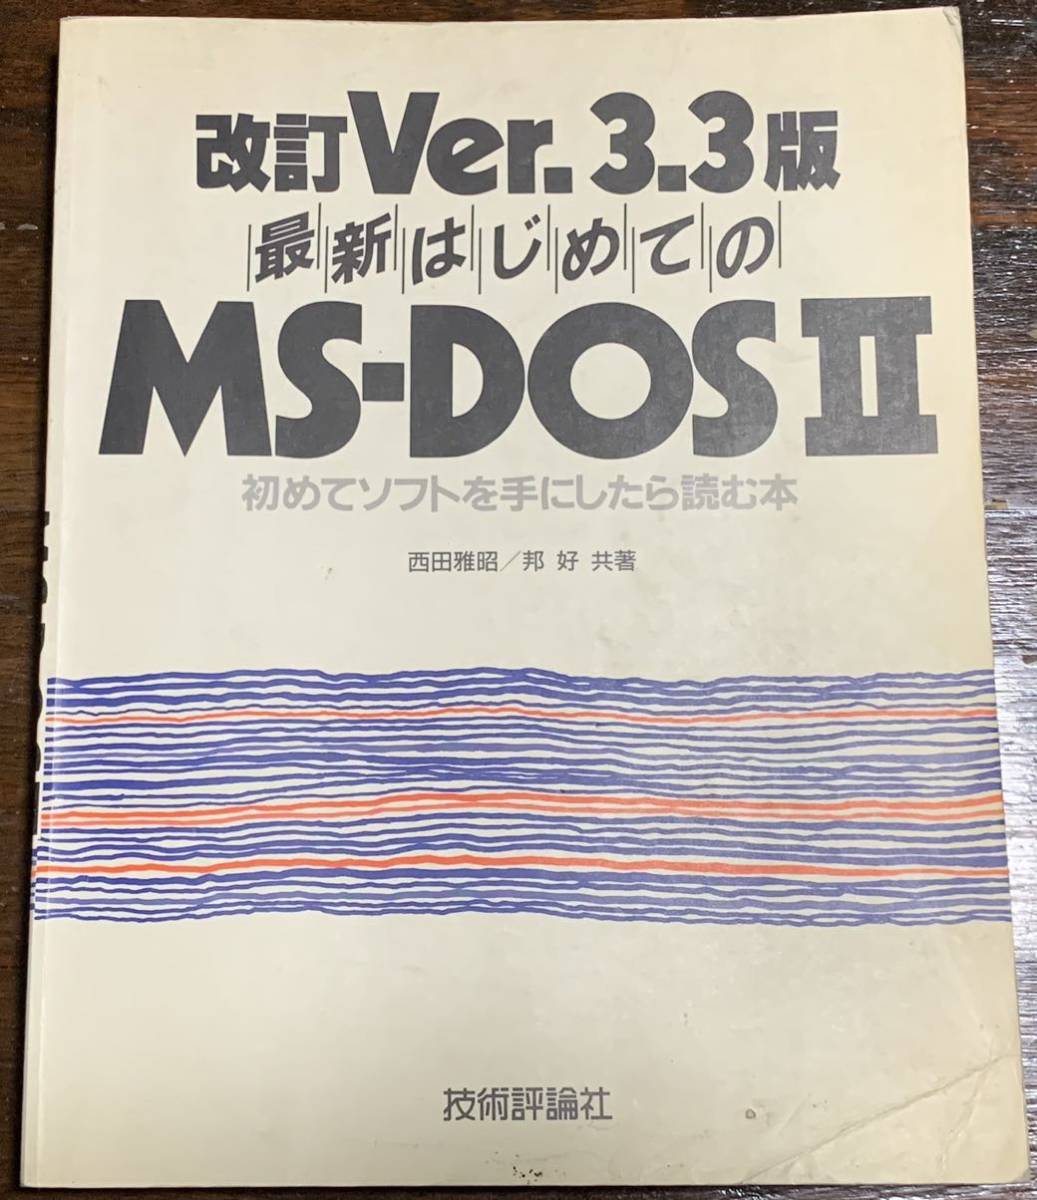 改訂Ver.3.3版
最新はじめての
MS-DOS II
初めてソフトを手にしたら読む本
西田雅昭／邦 好 共著
技術評論社